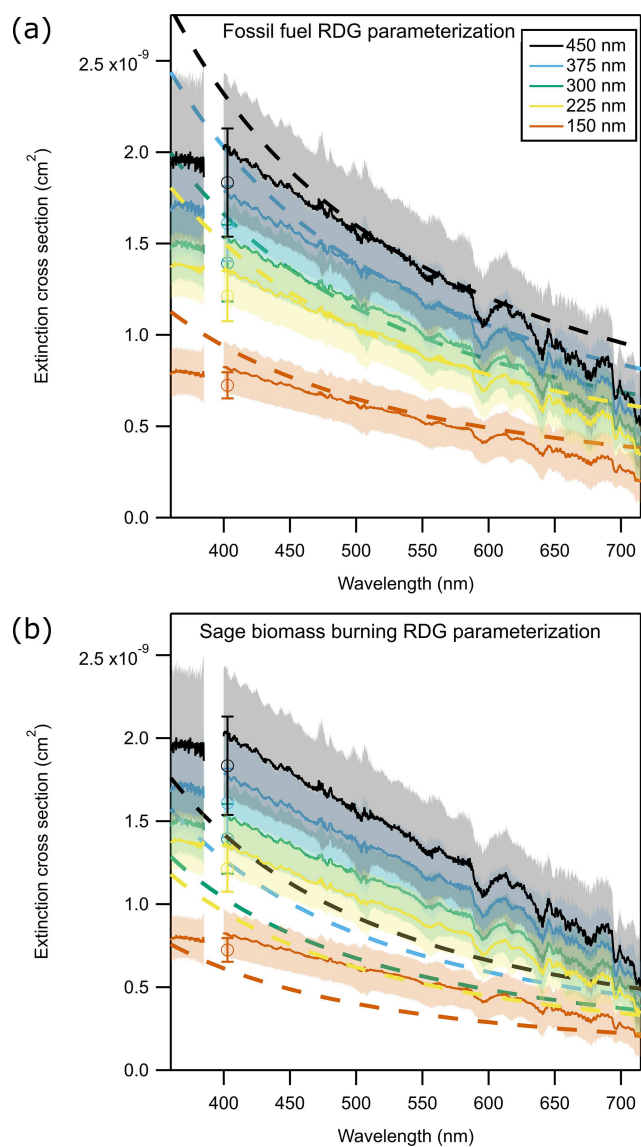 (a)
Fossil fuel RDG parameterization
450 nm
375 nm
300 nm
225 nm
150 nm
2.5 x10⁻⁹
2.0
1.5
1.0
0.5
0.0
Extinction cross section (cm²)
400 450 500 550 600 650 700
Wavelength (nm)
(b)
Sage biomass burning RDG parameterization
2.5 x10⁻⁹
2.0
1.5
1.0
0.5
0.0
Extinction cross section (cm²)
400 450 500 550 600 650 700
Wavelength (nm)